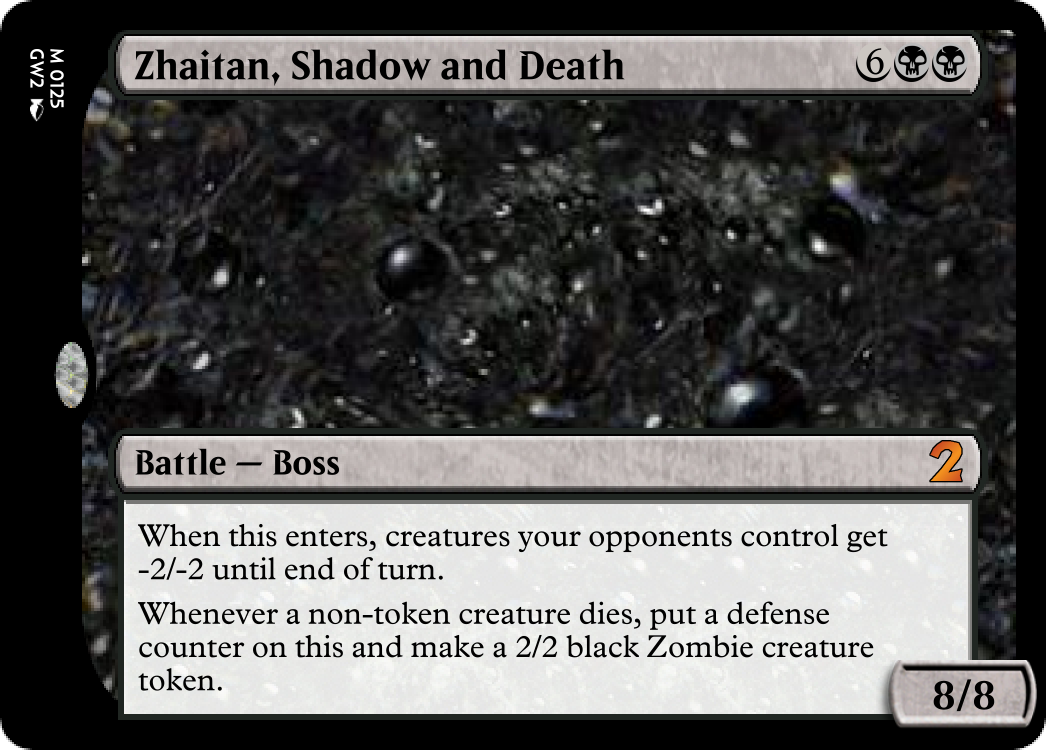 Zhaitan, Shadow and Death 6
M 0125
GW2
Battle — Boss 2
When this enters, creatures your opponents control get
-2/-2 until end of turn.
Whenever a non-token creature dies, put a defense
counter on this and make a 2/2 black Zombie creature
token.
8/8